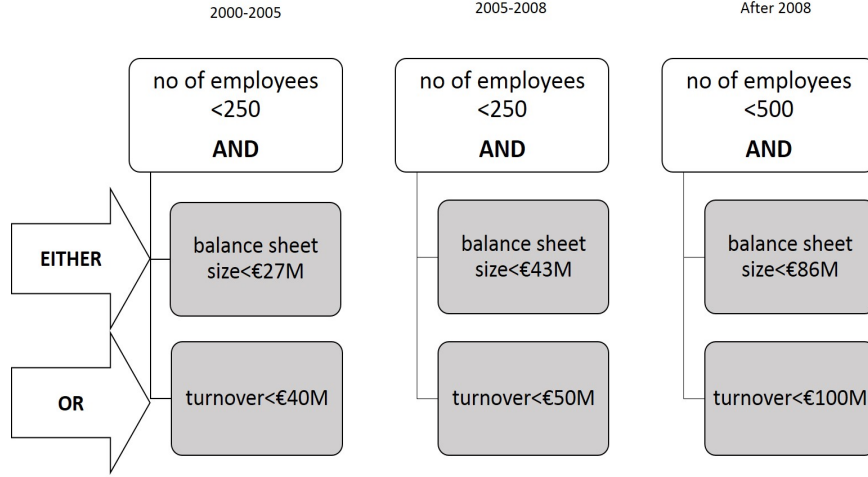 2000-2005
2005-2008
After 2008
no of employees
<250
AND
no of employees
<250
AND
no of employees
<500
AND
EITHER
balance sheet
size<€27M
balance sheet
size<€43M
balance sheet
size<€86M
OR
turnover<€40M
turnover<€50M
turnover<€100M